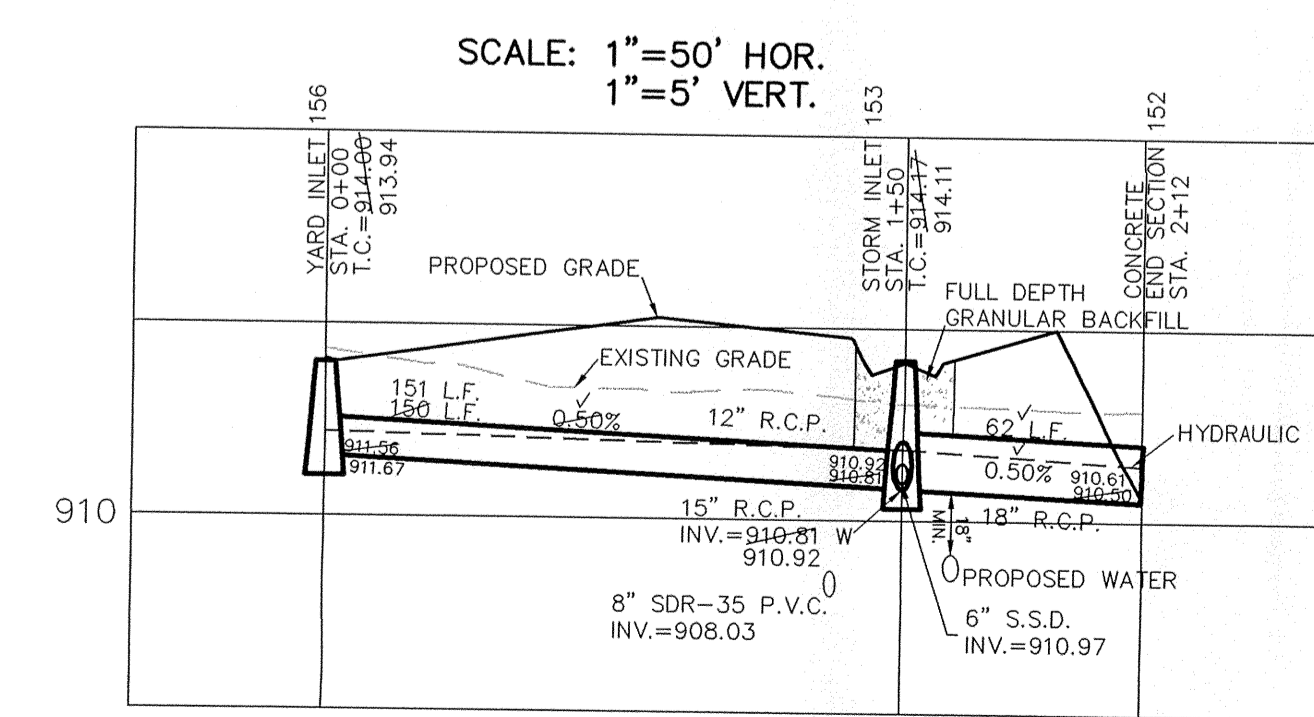 SCALE: 1"=50' HOR.
1"=5' VERT.
YARD INLET 156
STA. 0+00
T.C.=914.00
913.94
STORM INLET 153
STA. 1+50
T.C.=914.17
914.11
CONCRETE
END SECTION 152
STA. 2+12
PROPOSED GRADE
FULL DEPTH
GRANULAR BACKFILL
EXISTING GRADE
151 L.F.
150 L.F.
✓
0.50%
12" R.C.P.
✓
62 L.F.
✓
0.50%
HYDRAULIC
911.56
911.67
910.92
910.81
910.61
910.50
910
15" R.C.P.
INV.=910.81 W
910.92
18"
MIN.
18" R.C.P.
PROPOSED WATER
8" SDR-35 P.V.C.
INV.=908.03
6" S.S.D.
INV.=910.97